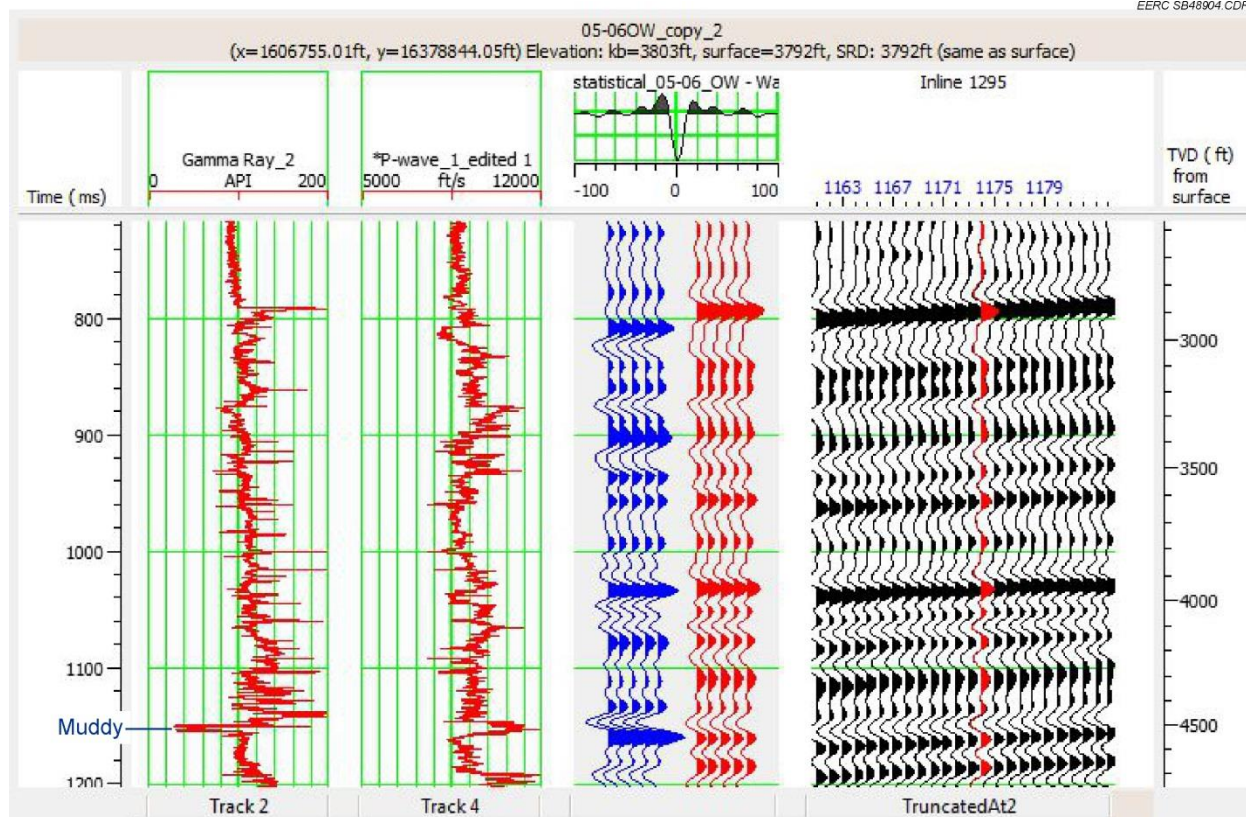 EERC SB48904.CDR
05-06OW_copy_2
(x=1606755.01ft, y=16378844.05ft) Elevation: kb=3803ft, surface=3792ft, SRD: 3792ft (same as surface)
statistical_05-06_OW - Wa
Inline 1295
Gamma Ray_2
*P-wave_1_edited 1
TVD (ft)
from
surface
0 API 200
5000 ft/s 12000
-100 0 100
1163 1167 1171 1175 1179
Time (ms)
800
3000
900
3500
1000
4000
1100
Muddy
4500
1200
Track 2
Track 4
TruncatedAt2